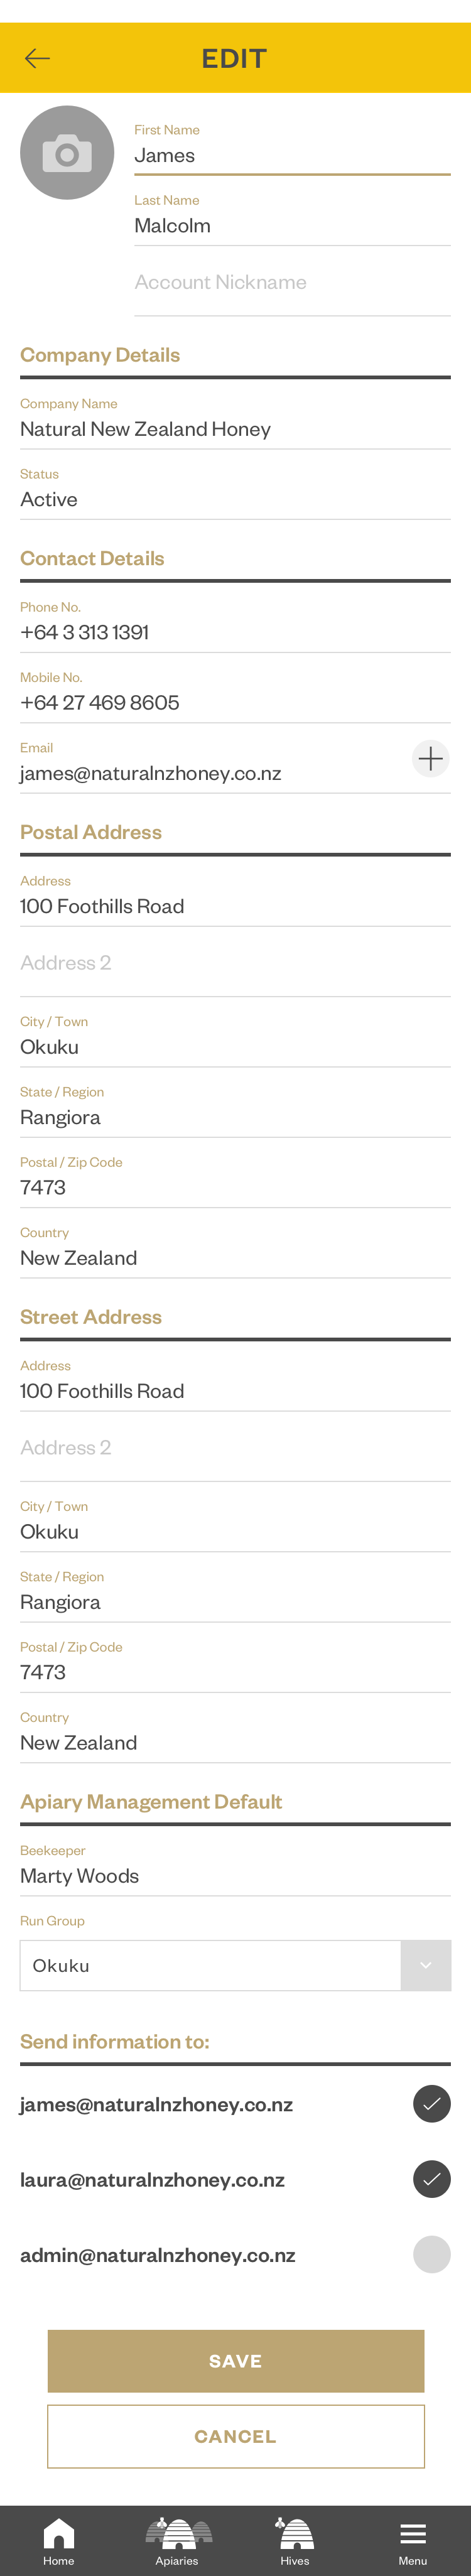 EDIT
First Name
James
Last Name
Malcolm
Account Nickname
Company Details
Company Name
Natural New Zealand Honey
Status
Active
Contact Details
Phone No.
+64 3 313 1391
Mobile No.
+64 27 469 8605
Email
james@naturalnzhoney.co.nz
Postal Address
Address
100 Foothills Road
Address 2
City / Town
Okuku
State / Region
Rangiora
Postal / Zip Code
7473
Country
New Zealand
Street Address
Address
100 Foothills Road
Address 2
City / Town
Okuku
State / Region
Rangiora
Postal / Zip Code
7473
Country
New Zealand
Apiary Management Default
Beekeeper
Marty Woods
Run Group
Okuku
Send information to:
james@naturalnzhoney.co.nz
laura@naturalnzhoney.co.nz
admin@naturalnzhoney.co.nz
SAVE
CANCEL
Home Apiaries Hives Menu